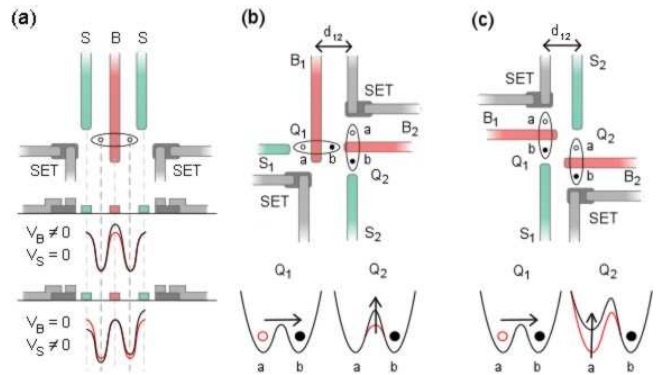 (a)
S B S
SET SET
V_B ≠ 0
V_S = 0
V_B = 0
V_S ≠ 0
(b)
d_12
B_1
SET
Q_1 a B_2
S_1 a b b
Q_2
SET
S_2
Q_1 Q_2
a b a b
(c)
d_12
S_2
SET
B_1 a
Q_2
b a
Q_1 b B_2
SET
S_1
Q_1 Q_2
a b a b